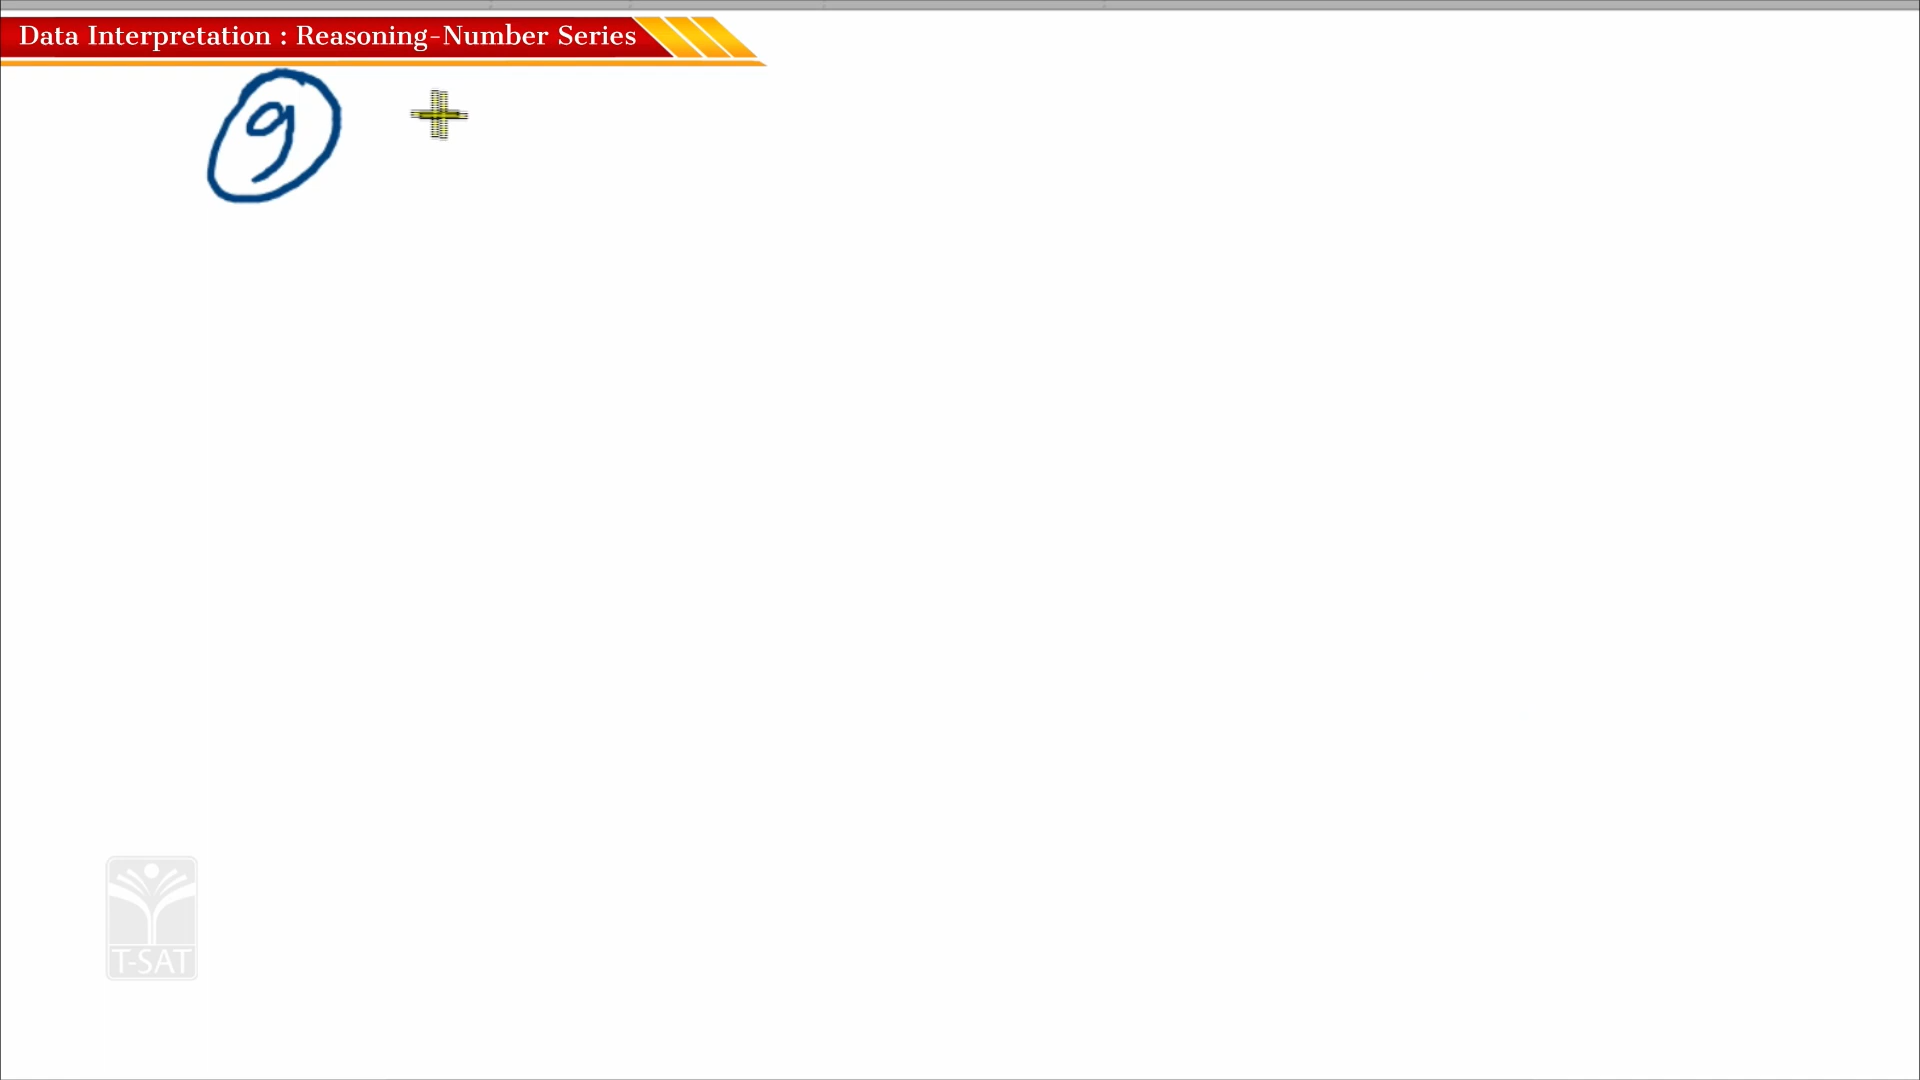 Data Interpretation : Reasoning-Number Series
9
T-SAT